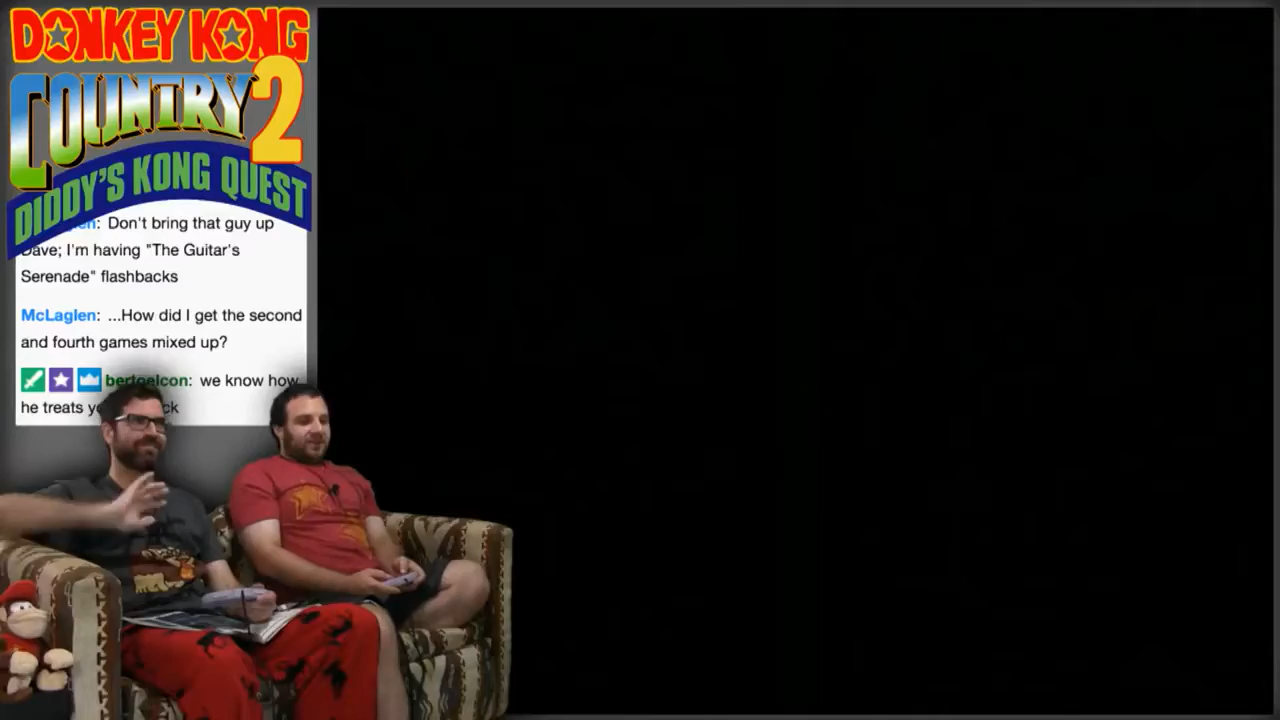 DONKEY KONG
COUNTRY 2
DIDDY'S KONG QUEST
Don't bring that guy up
Dave; I'm having "The Guitar's
Serenade" flashbacks
McLaglen: ...How did I get the second
and fourth games mixed up?
bertoelcon: we know how
he treats